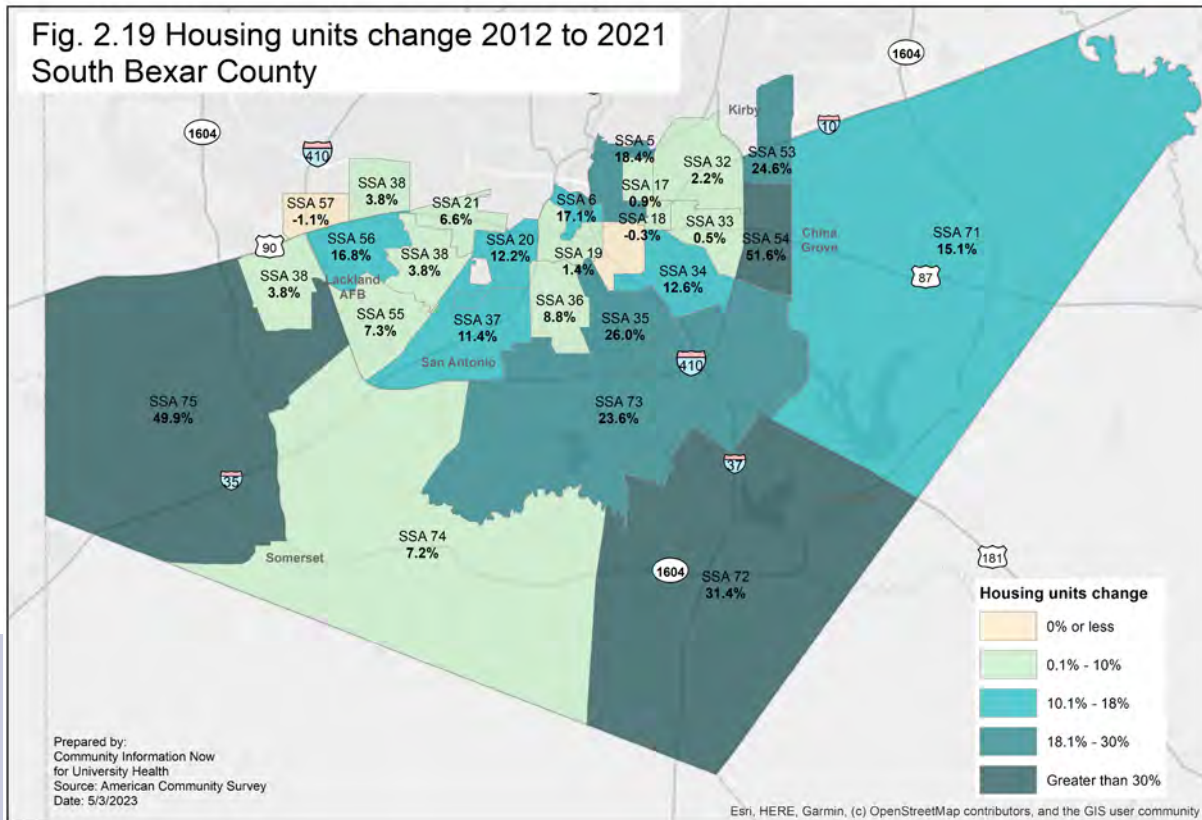 Fig. 2.19 Housing units change 2012 to 2021
South Bexar County
1604
1604
410
Kirby
10
SSA 5
18.4%
SSA 32
2.2%
SSA 53
24.6%
SSA 38
3.8%
SSA 17
0.9%
SSA 57
-1.1%
SSA 21
6.6%
SSA 6
17.1%
SSA 18
-0.3%
SSA 33
0.5%
China
Grove
SSA 71
15.1%
90
SSA 56
16.8%
SSA 38
3.8%
SSA 20
12.2%
SSA 19
1.4%
SSA 54
51.6%
SSA 38
3.8%
Lackland
AFB
SSA 34
12.6%
87
SSA 55
7.3%
SSA 37
11.4%
SSA 36
8.8%
SSA 35
26.0%
San Antonio
410
SSA 75
49.9%
SSA 73
23.6%
35
37
SSA 74
7.2%
Somerset
1604
SSA 72
31.4%
181
Housing units change
0% or less
0.1% - 10%
10.1% - 18%
18.1% - 30%
Greater than 30%
Prepared by:
Community Information Now
for University Health
Source: American Community Survey
Date: 5/3/2023
Esri, HERE, Garmin, (c) OpenStreetMap contributors, and the GIS user community